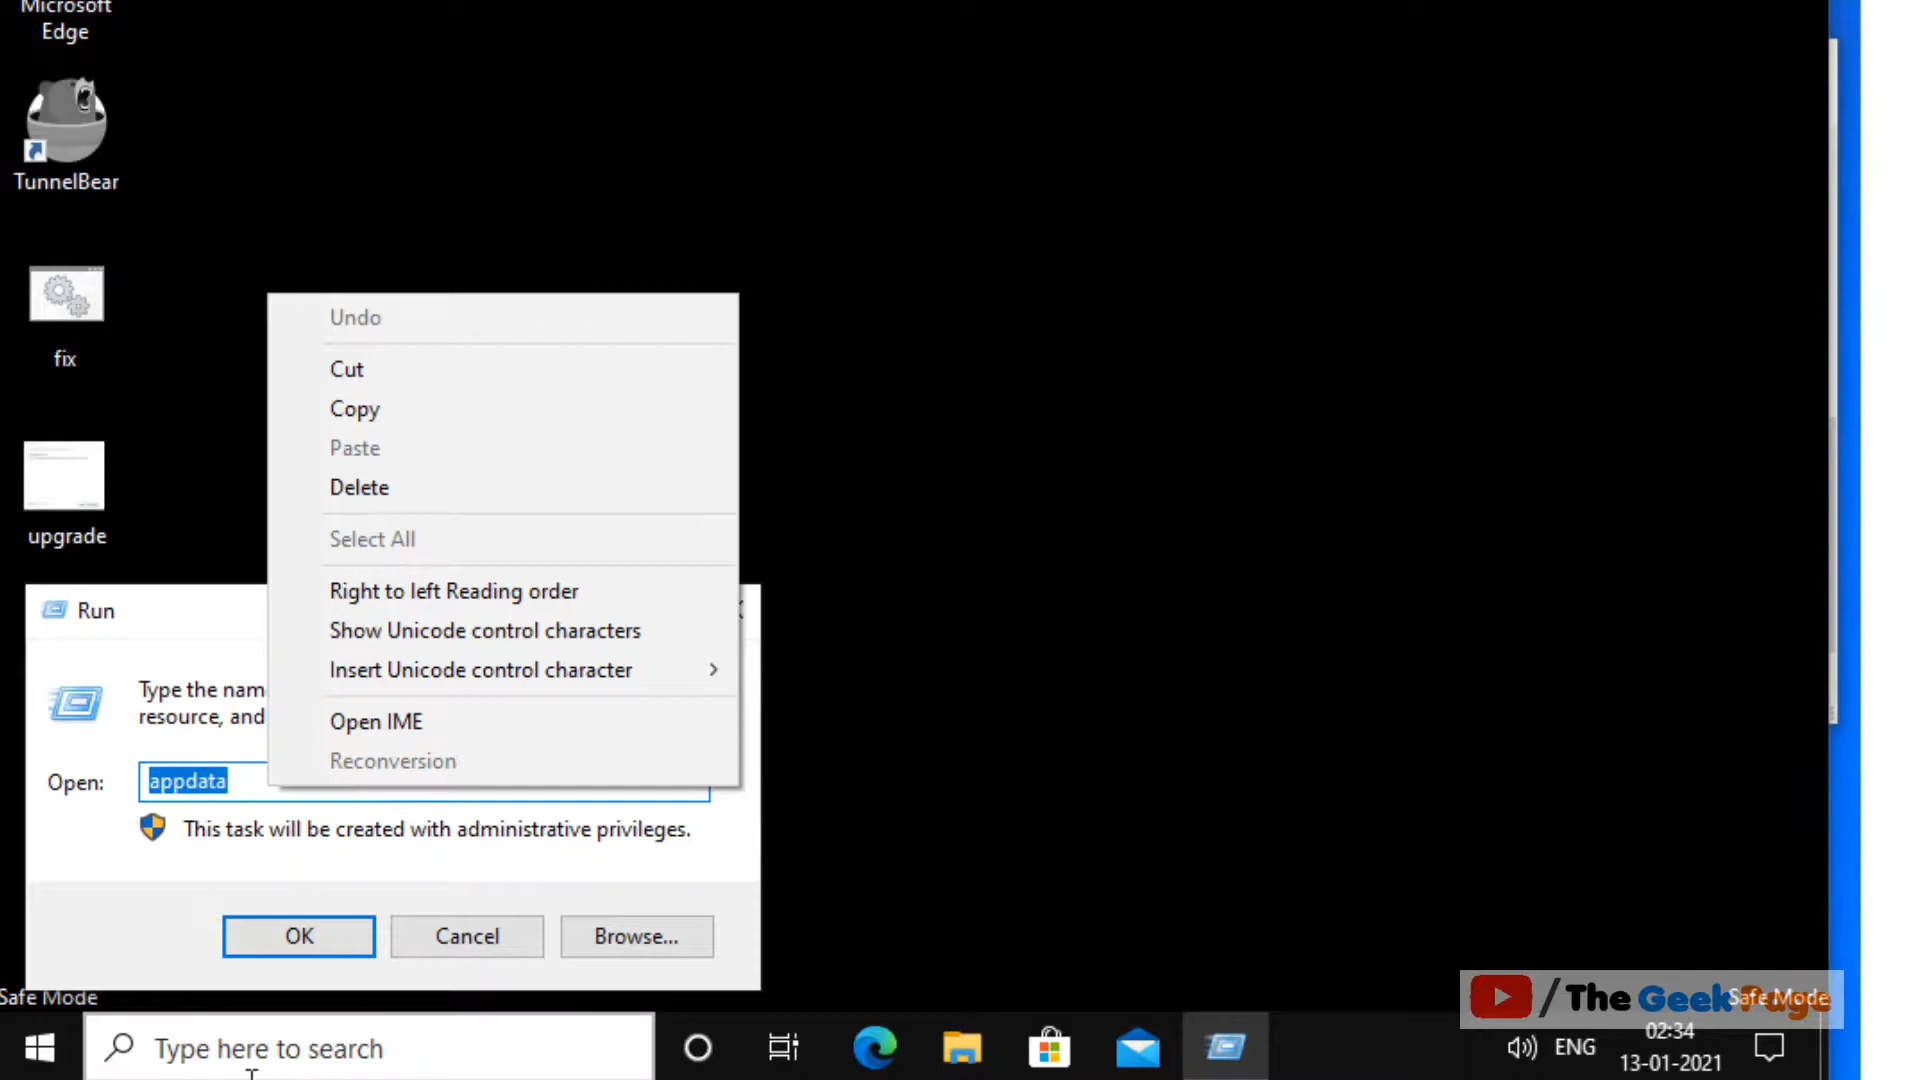 Microsoft
Edge
TunnelBear
fix
upgrade
Undo
Cut
Copy
Paste
Delete
Select All
Right to left Reading order
Show Unicode control characters
Insert Unicode control character
Open IME
Reconversion
Run
Type the nam
resource, and
Open: appdata
This task will be created with administrative privileges.
OK Cancel Browse...
Safe Mode
Safe Mode
/The Geek Page
Type here to search
ENG
02:34
13-01-2021